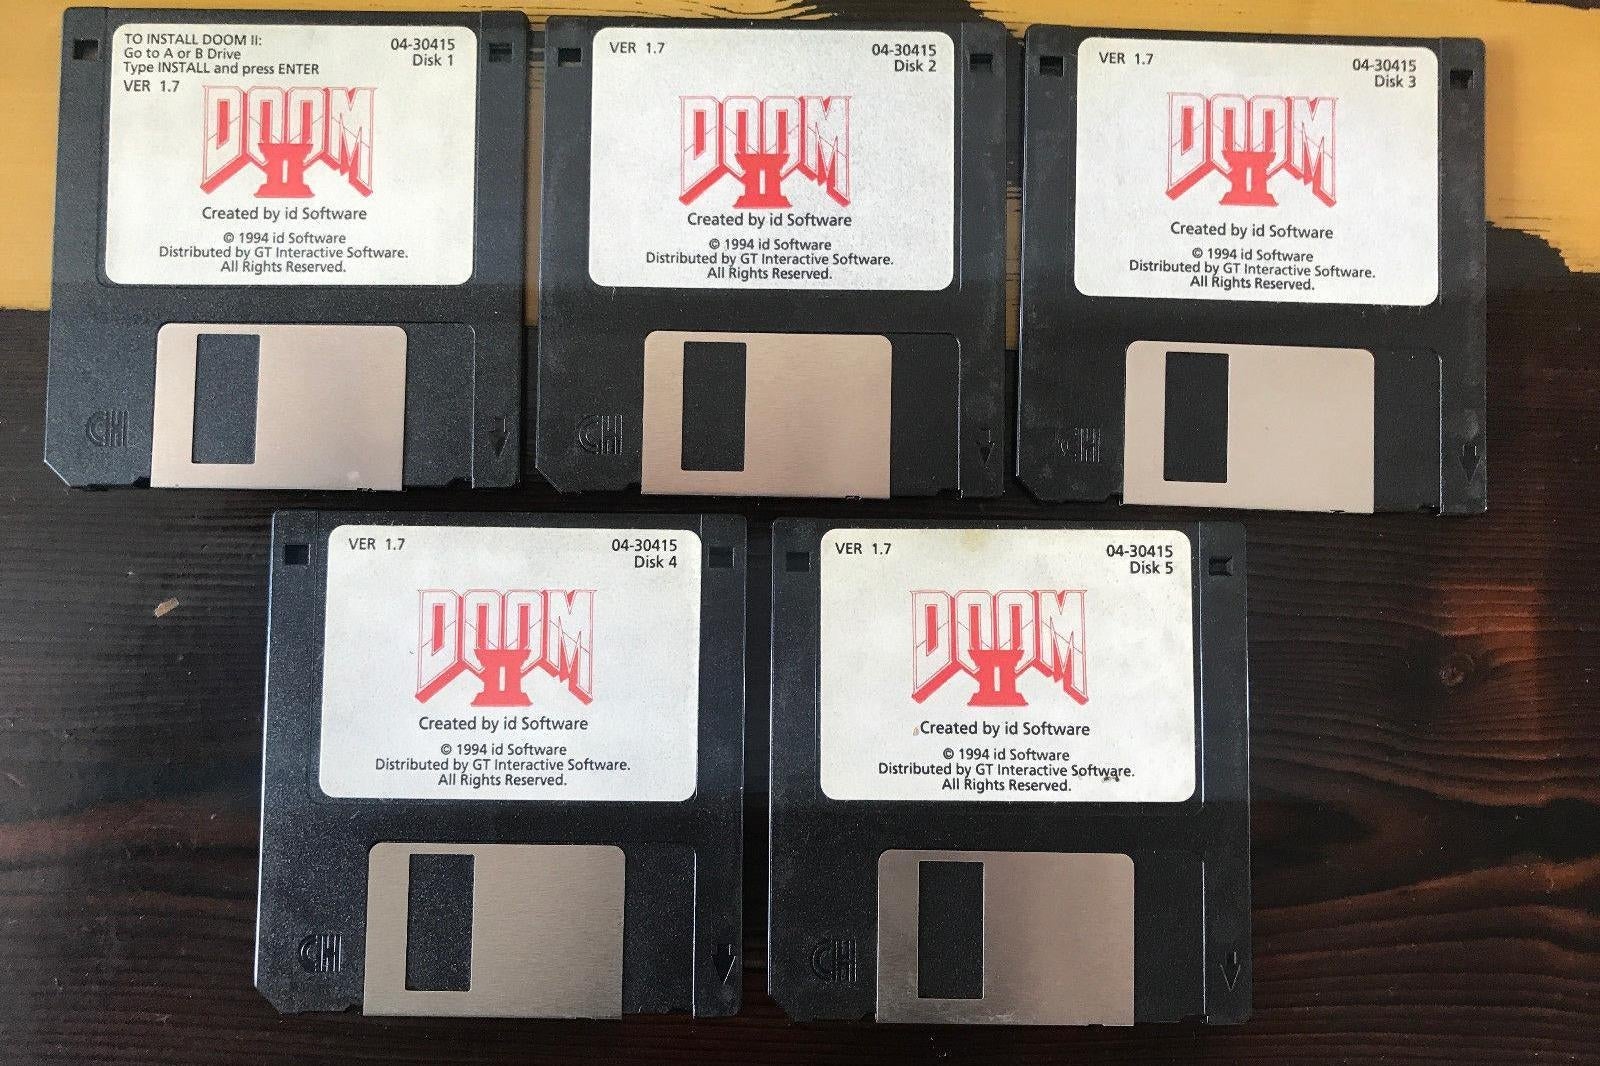 TO INSTALL DOOM II:
Go to A or B Drive
Type INSTALL and press ENTER
VER 1.7
04-30415
Disk 1
DOOM
II
Created by id Software
© 1994 id Software
Distributed by GT Interactive Software.
All Rights Reserved.
CH
VER 1.7
04-30415
Disk 2
DOOM
II
Created by id Software
© 1994 id Software
Distributed by GT Interactive Software.
All Rights Reserved.
CH
VER 1.7
04-30415
Disk 3
DOOM
II
Created by id Software
© 1994 id Software
Distributed by GT Interactive Software.
All Rights Reserved.
CH
VER 1.7
04-30415
Disk 4
DOOM
II
Created by id Software
© 1994 id Software
Distributed by GT Interactive Software.
All Rights Reserved.
CH
VER 1.7
04-30415
Disk 5
DOOM
II
Created by id Software
© 1994 id Software
Distributed by GT Interactive Software.
All Rights Reserved.
CH